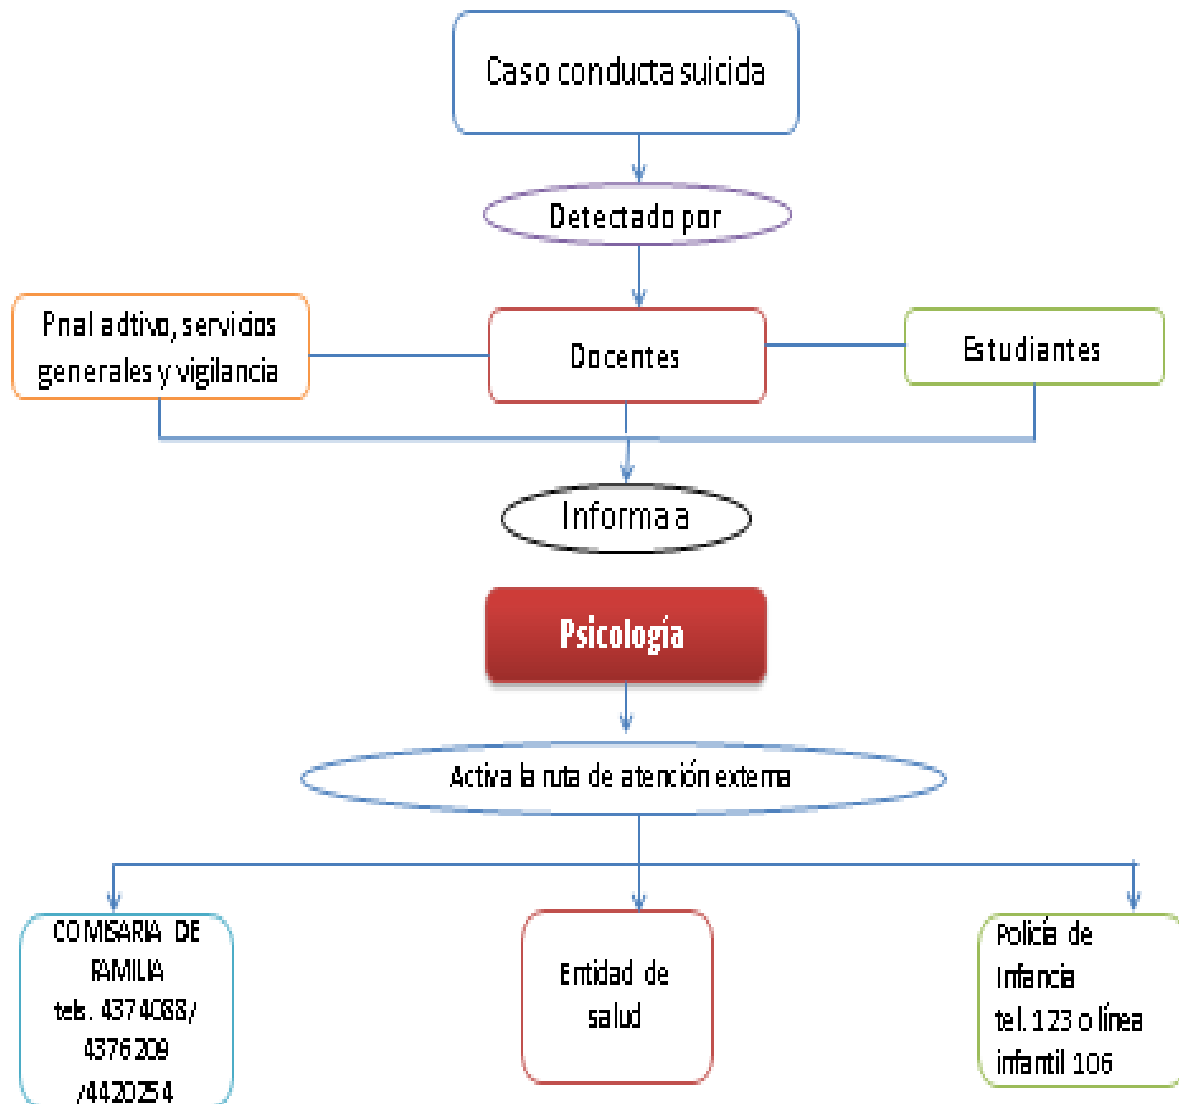 Caso conducta suicida
Detectado por
Pnal adtivo, servicios
generales y vigilancia
Docentes
Estudiantes
Informa a
Psicología
Activa la ruta de atención externa
COMISARIA DE
FAMILIA
tels. 4374088/
4376209
/4420254
Entidad de
salud
Policía de
Infancia
tel. 123 o línea
infantil 106